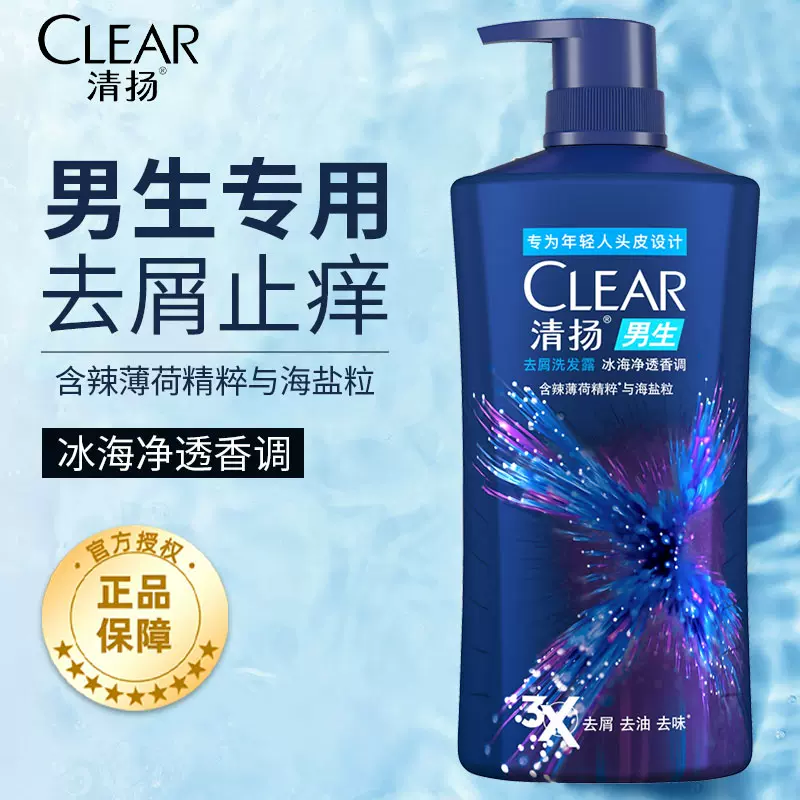 CLEAR
清扬®
男生专用
去屑止痒
含辣薄荷精粹与海盐粒
冰海净透香调
官方授权
正品
保障
专为年轻人头皮设计
CLEAR
清扬® 男生
去屑洗发露 冰海净透香调
含辣薄荷精粹*与海盐粒
3X 去屑 去油 去味*